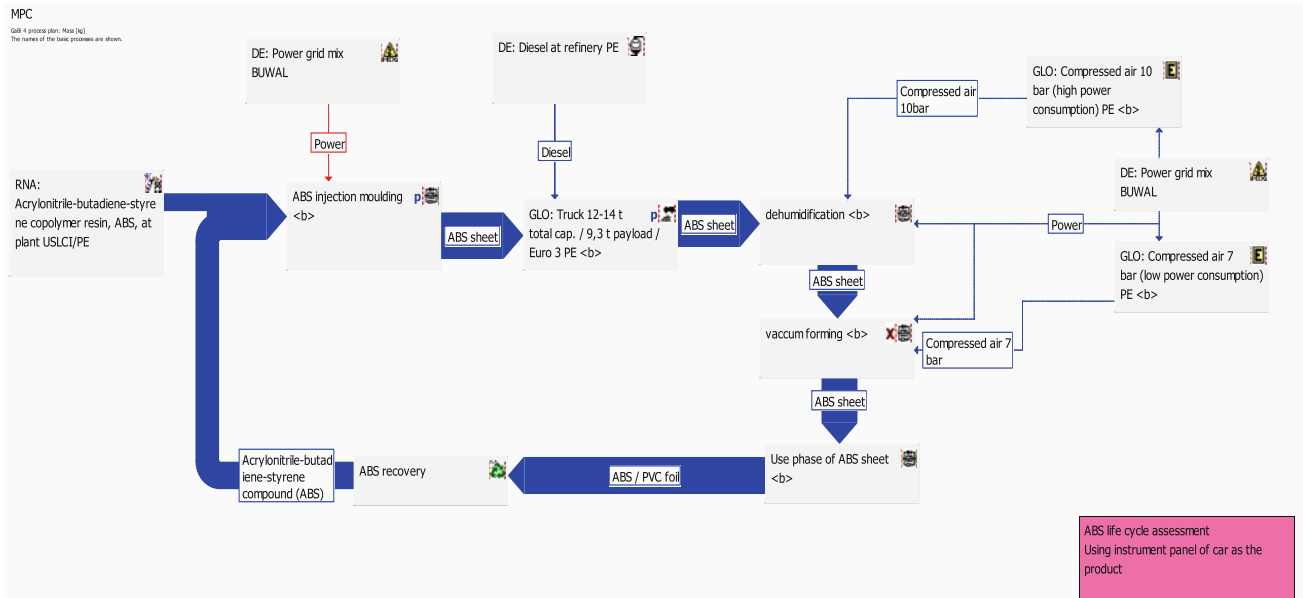 MPC
GaBi 4 process plan: Mass [kg]
The names of the basic processes are shown.
DE: Power grid mix
BUWAL
DE: Diesel at refinery PE
GLO: Compressed air 10
bar (high power
consumption) PE <b>
Compressed air
10bar
Power
Diesel
DE: Power grid mix
BUWAL
RNA:
Acrylonitrile-butadiene-styre
ne copolymer resin, ABS, at
plant USLCI/PE
ABS injection moulding
<b>
p
ABS sheet
GLO: Truck 12-14 t
total cap. / 9,3 t payload /
Euro 3 PE <b>
p
ABS sheet
dehumidification <b>
Power
GLO: Compressed air 7
bar (low power consumption)
PE <b>
ABS sheet
vaccum forming <b>
X
Compressed air 7
bar
ABS sheet
Acrylonitrile-butad
iene-styrene
compound (ABS)
ABS recovery
ABS / PVC foil
Use phase of ABS sheet
<b>
ABS life cycle assessment
Using instrument panel of car as the
product
E
E